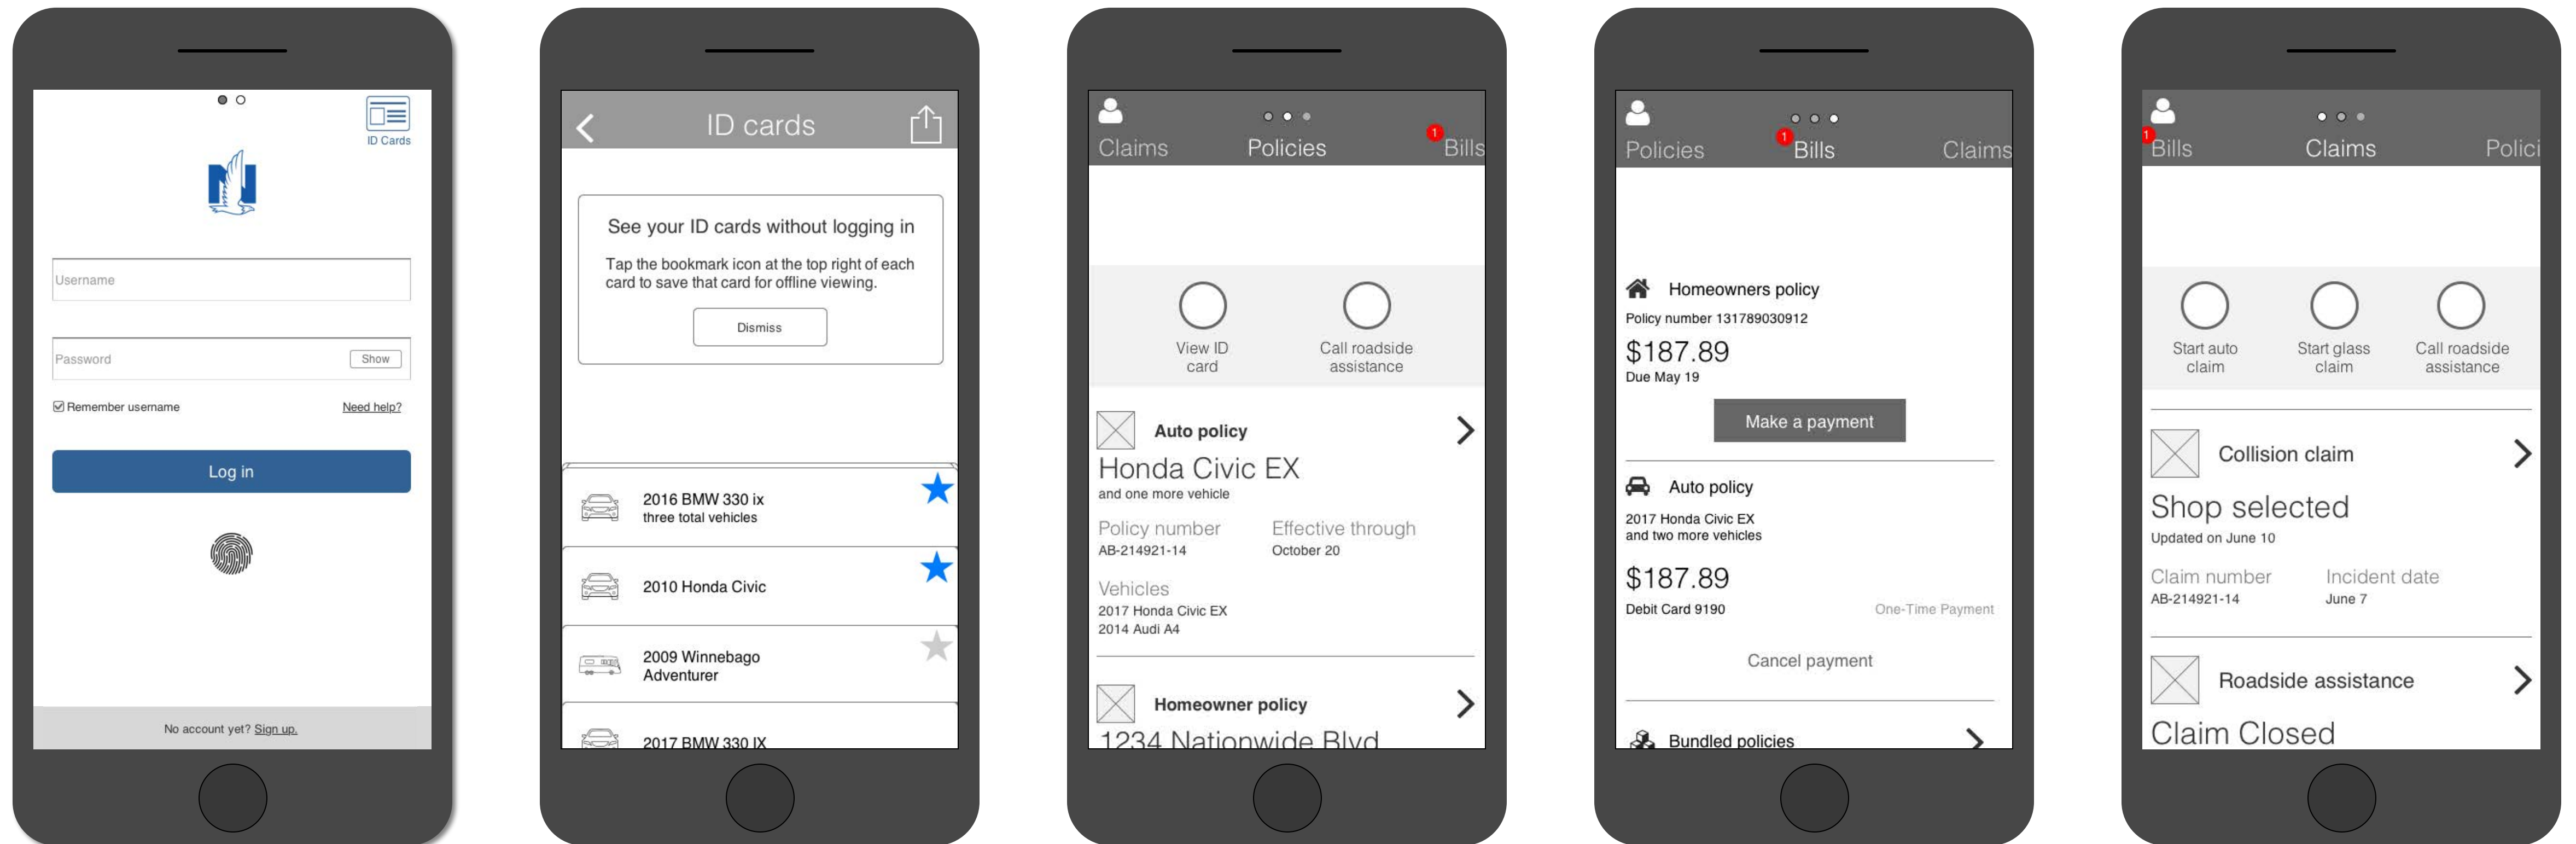 ID Cards
N
Username
Password
Show
Remember username
Need help?
Log in
No account yet? Sign up.
ID cards
See your ID cards without logging in
Tap the bookmark icon at the top right of each
card to save that card for offline viewing.
Dismiss
2016 BMW 330 ix
three total vehicles
2010 Honda Civic
2009 Winnebago
Adventurer
2017 BMW 330 IX
Claims
Policies
1
Bills
View ID
card
Call roadside
assistance
Auto policy
Honda Civic EX
and one more vehicle
Policy number
Effective through
AB-214921-14
October 20
Vehicles
2017 Honda Civic EX
2014 Audi A4
Homeowner policy
1234 Nationwide Blvd
Policies
1
Bills
Claims
Homeowners policy
Policy number 131789030912
$187.89
Due May 19
Make a payment
Auto policy
2017 Honda Civic EX
and two more vehicles
$187.89
Debit Card 9190
One-Time Payment
Cancel payment
Bundled policies
1
Bills
Claims
Polici
Start auto
claim
Start glass
claim
Call roadside
assistance
Collision claim
Shop selected
Updated on June 10
Claim number
Incident date
AB-214921-14
June 7
Roadside assistance
Claim Closed